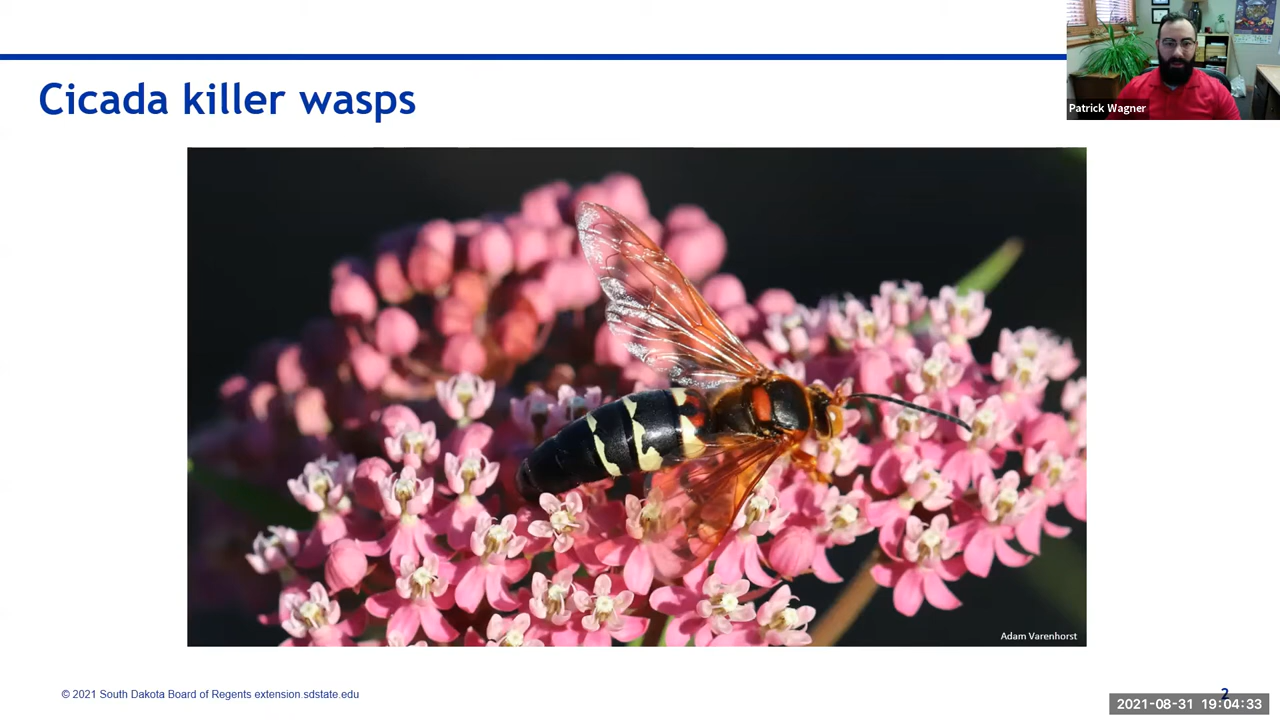 Cicada killer wasps
Patrick Wagner
Adam Varenhorst
© 2021 South Dakota Board of Regents extension.sdstate.edu
2
2021-08-31 19:04:33